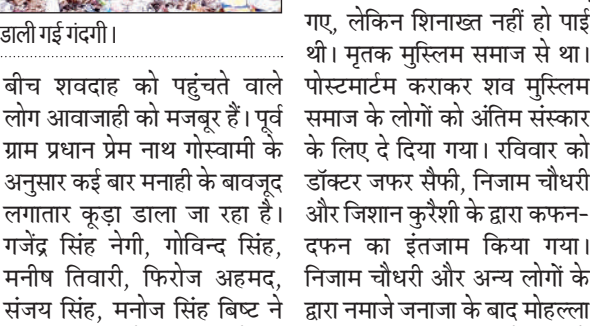 डाली गई गंदगी।
बीच शवदाह को पहुंचते वाले
लोग आवाजाही को मजबूर हैं। पूर्व
ग्राम प्रधान प्रेम नाथ गोस्वामी के
अनुसार कई बार मनाही के बावजूद
लगातार कूड़ा डाला जा रहा है।
गजेंद्र सिंह नेगी, गोविन्द सिंह,
मनीष तिवारी, फिरोज अहमद,
संजय सिंह, मनोज सिंह बिष्ट ने
गए, लेकिन शिनाख्त नहीं हो पाई
थी। मृतक मुस्लिम समाज से था।
पोस्टमार्टम कराकर शव मुस्लिम
समाज के लोगों को अंतिम संस्कार
के लिए दे दिया गया। रविवार को
डॉक्टर जफर सैफी, निजाम चौधरी
और जिशान कुरैशी के द्वारा कफन-
दफन का इंतजाम किया गया।
निजाम चौधरी और अन्य लोगों के
द्वारा नमाजे जनाजा के बाद मोहल्ला